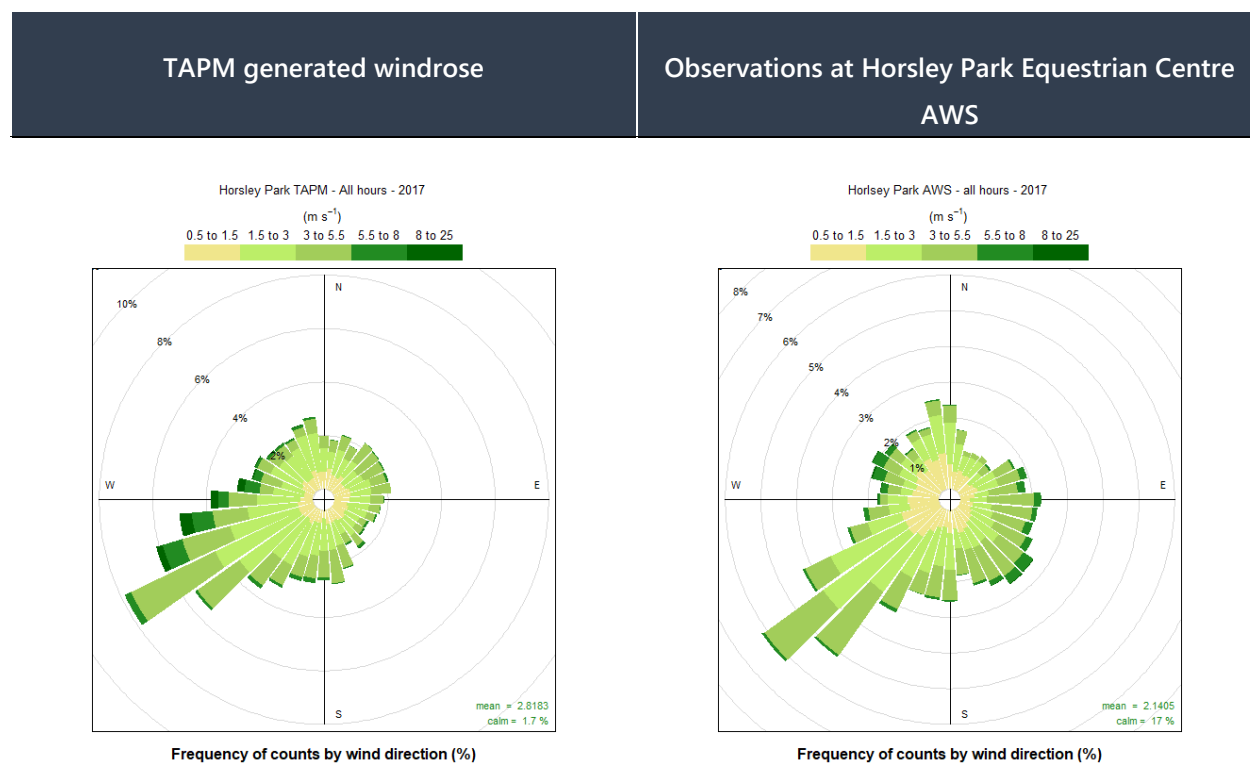 TAPM generated windrose
Observations at Horsley Park Equestrian Centre
AWS
Horsley Park TAPM - All hours - 2017
(m s⁻¹)
0.5 to 1.5 1.5 to 3 3 to 5.5 5.5 to 8 8 to 25
N
10%
8%
6%
4%
2%
W
E
S
mean = 2.8183
calm = 1.7 %
Frequency of counts by wind direction (%)
Horlsey Park AWS - all hours - 2017
(m s⁻¹)
0.5 to 1.5 1.5 to 3 3 to 5.5 5.5 to 8 8 to 25
N
8%
7%
6%
5%
4%
3%
2%
1%
W
E
S
mean = 2.1405
calm = 17 %
Frequency of counts by wind direction (%)